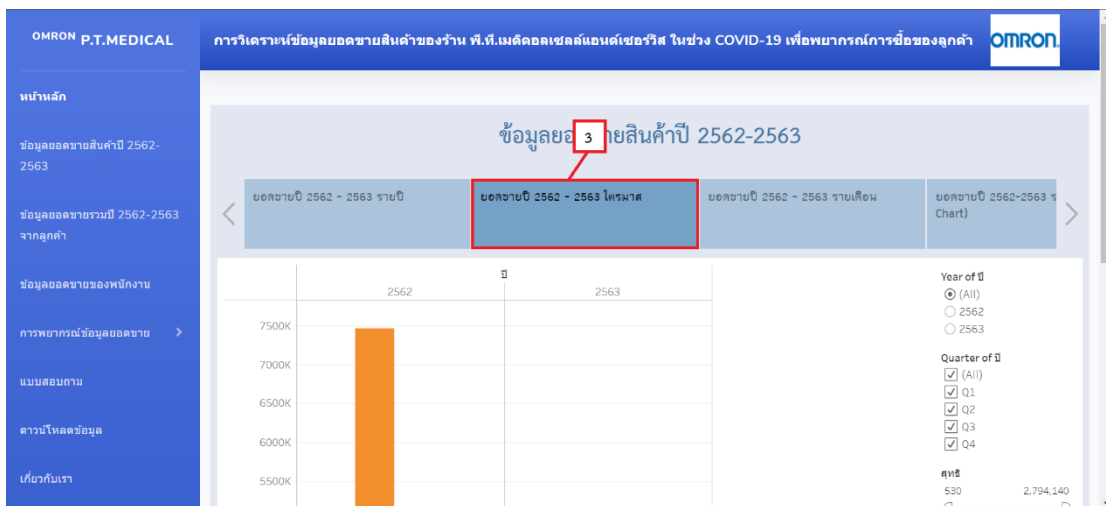 OMRON P.T.MEDICAL
การวิเคราะห์ข้อมูลยอดขายสินค้าของร้าน พี.ที.เมดิคอลเซลล์แอนด์เซอร์วิส ในช่วง COVID-19 เพื่อพยากรณ์การซื้อของลูกค้า
OMRON
หน้าหลัก
ข้อมูลยอดขายสินค้าปี 2562-
2563
ข้อมูลยอดขายรวมปี 2562-2563
จากลูกค้า
ข้อมูลยอดขายของพนักงาน
การพยากรณ์ข้อมูลยอดขาย
แบบสอบถาม
ดาวน์โหลดข้อมูล
เกี่ยวกับเรา
ข้อมูลยอ 3 ายสินค้าปี 2562-2563
ยอดขายปี 2562 - 2563 รายปี
ยอดขายปี 2562 - 2563 ไตรมาส
ยอดขายปี 2562 - 2563 รายเดือน
ยอดขายปี 2562-2563 ร
Chart)
ปี
2562 2563
7500K
7000K
6500K
6000K
5500K
Year of ปี
(All)
2562
2563
Quarter of ปี
(All)
Q1
Q2
Q3
Q4
สุทธิ
530 2,794,140